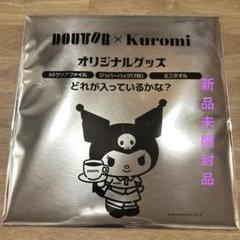 DOUTOR × Kuromi
オリジナルグッズ
A5クリアファイル ジッパーバッグ(5枚) ミニタオル
どれが入っているかな?
新品未開封品